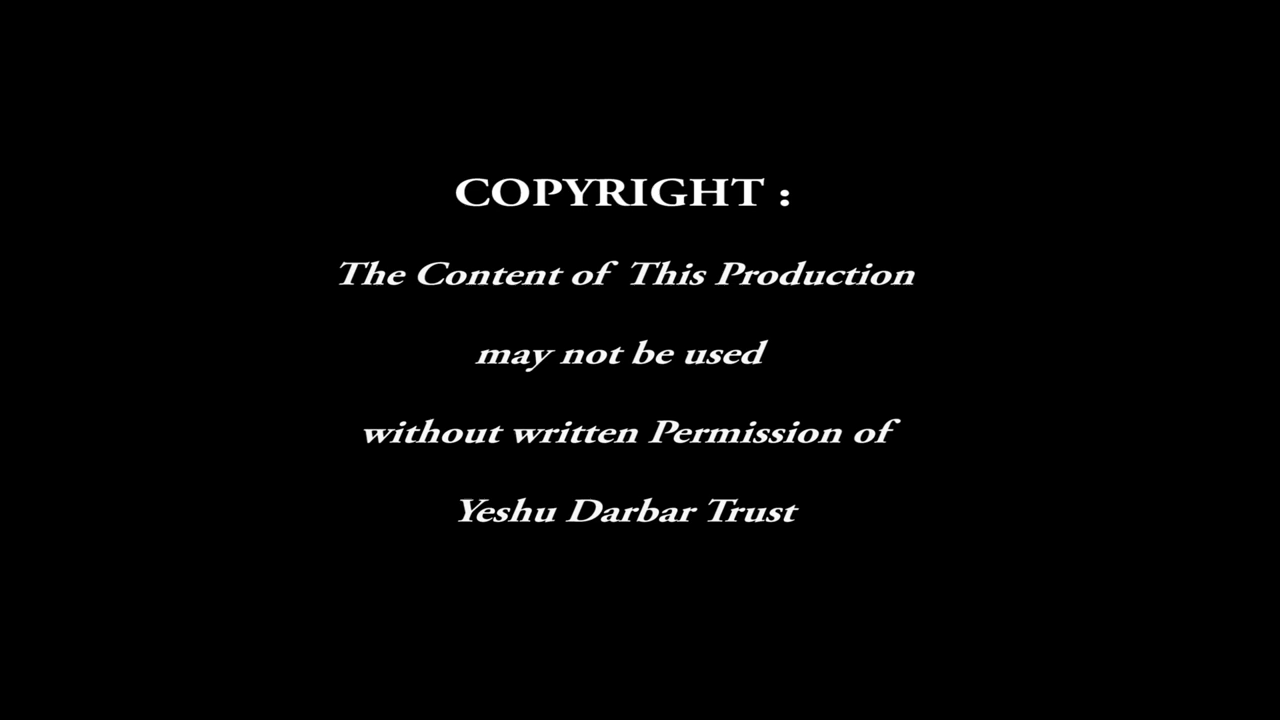 COPYRIGHT :
The Content of This Production
may not be used
without written Permission of
Yeshu Darbar Trust